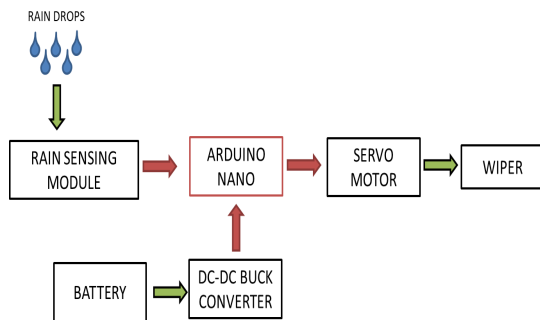 RAIN DROPS
RAIN SENSING
MODULE
ARDUINO
NANO
SERVO
MOTOR
WIPER
BATTERY
DC-DC BUCK
CONVERTER